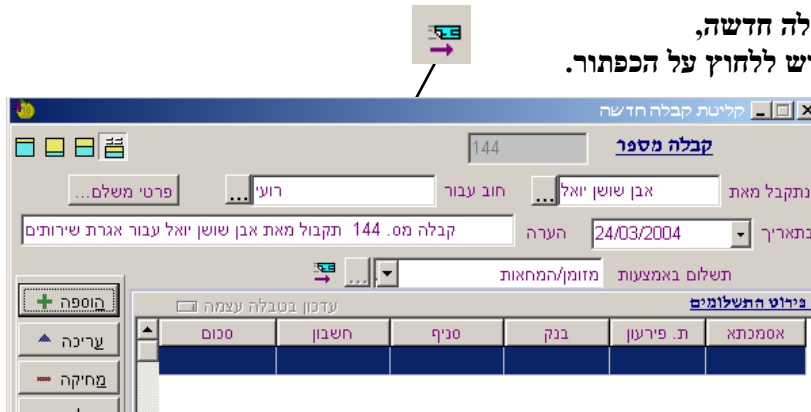 לה חדשה,
יש ללחוץ על הכפתור.
קליטת קבלה חדשה
קבלה מספר 144
נתקבל מאת אבן שושן יואל ... חוב עבור רועי ... פרטי משלם...
בתאריך 24/03/2004 הערה קבלה מס. 144 תקבול מאת אבן שושן יואל עבור אגרת שירותים
תשלום באמצעות מזומן/המחאות ...
פירוט התשלומים עדכון בטבלה עצמה
הוספה
אסמכתא ת. פירעון בנק סניף חשבון סכום
עריכה
מחיקה